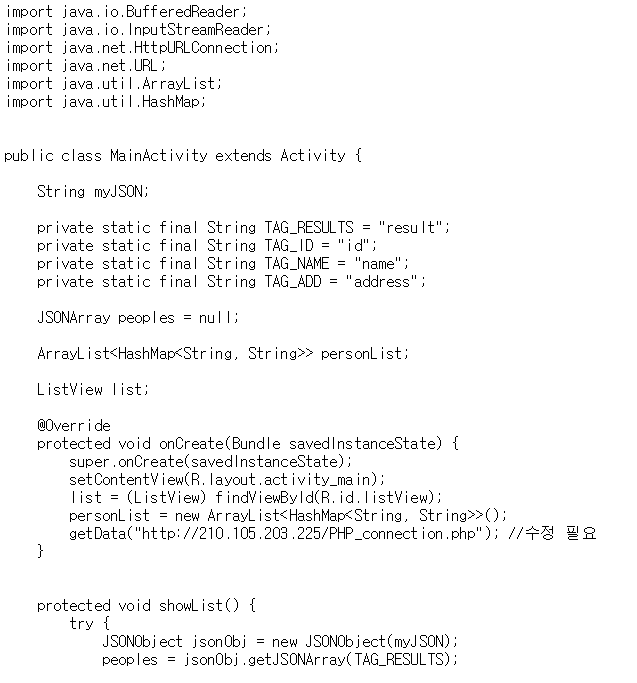 import java.io.BufferedReader;
import java.io.InputStreamReader;
import java.net.HttpURLConnection;
import java.net.URL;
import java.util.ArrayList;
import java.util.HashMap;
public class MainActivity extends Activity {
String myJSON;
private static final String TAG_RESULTS = "result";
private static final String TAG_ID = "id";
private static final String TAG_NAME = "name";
private static final String TAG_ADD = "address";
JSONArray peoples = null;
ArrayList<HashMap<String, String>> personList;
ListView list;
@Override
protected void onCreate(Bundle savedInstanceState) {
super.onCreate(savedInstanceState);
setContentView(R.layout.activity_main);
list = (ListView) findViewById(R.id.listView);
personList = new ArrayList<HashMap<String, String>>();
getData("http://210.105.203.225/PHP_connection.php"); //수정 필요
}
protected void showList() {
try {
JSONObject jsonObj = new JSONObject(myJSON);
peoples = jsonObj.getJSONArray(TAG_RESULTS);